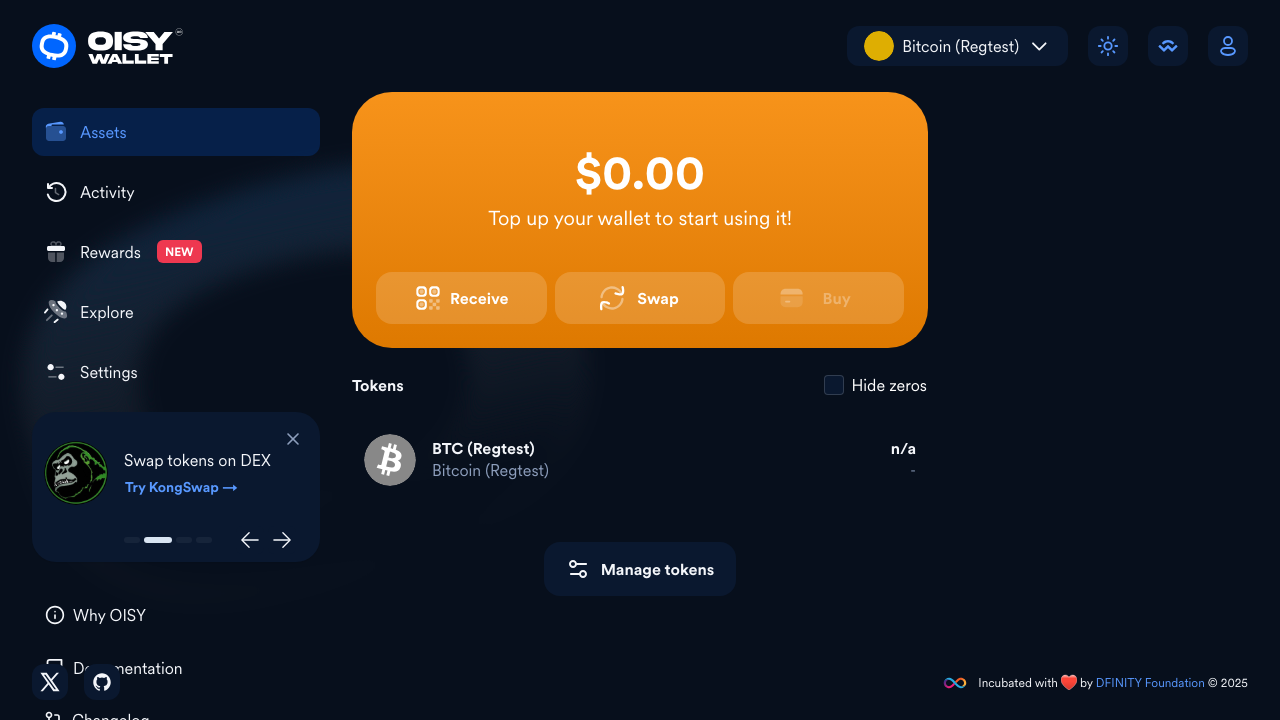 OISY
WALLET
Bitcoin (Regtest)
Assets
Activity
Rewards NEW
Explore
Settings
Swap tokens on DEX
Try KongSwap →
Why OISY
Documentation
Changelog
$0.00
Top up your wallet to start using it!
Receive
Swap
Buy
Tokens
Hide zeros
BTC (Regtest)
n/a
Bitcoin (Regtest)
-
Manage tokens
Incubated with ❤️ by DFINITY Foundation © 2025